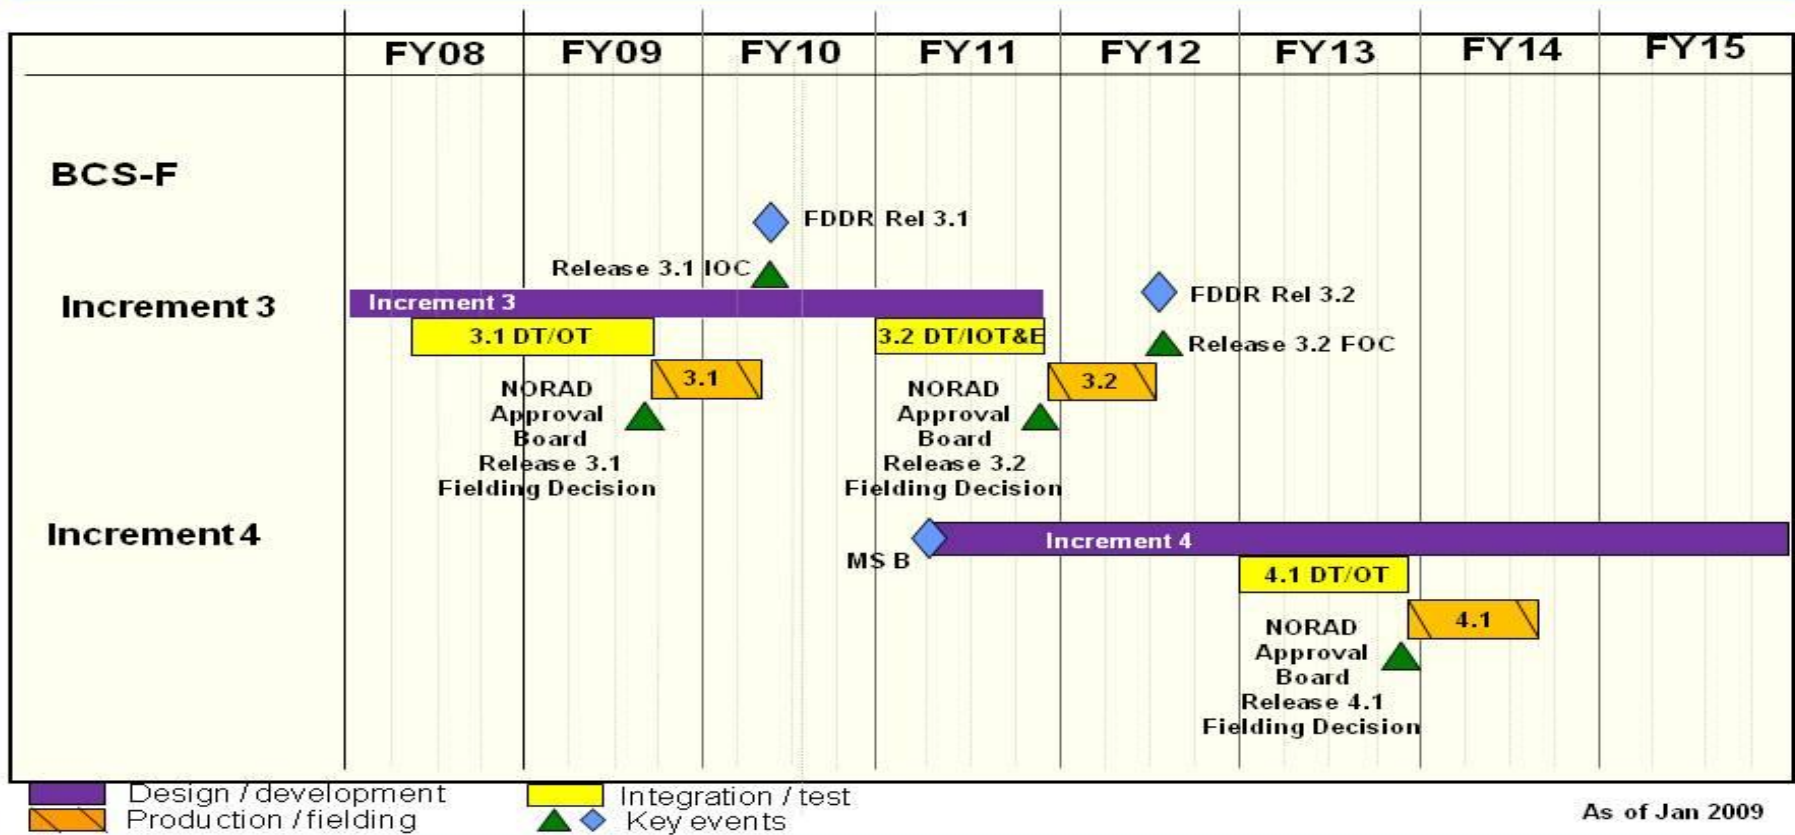 FY08 FY09 FY10 FY11 FY12 FY13 FY14 FY15
BCS-F
FDDR Rel 3.1
Release 3.1 IOC
Increment 3
Increment 3
FDDR Rel 3.2
3.1 DT/OT
3.2 DT/IOT&E
Release 3.2 FOC
3.1
3.2
NORAD
Approval
Board
Release 3.1
Fielding Decision
NORAD
Approval
Board
Release 3.2
Fielding Decision
Increment 4
Increment 4
MS B
4.1 DT/OT
4.1
NORAD
Approval
Board
Release 4.1
Fielding Decision
Design / development
Integration / test
Production / fielding
Key events
As of Jan 2009